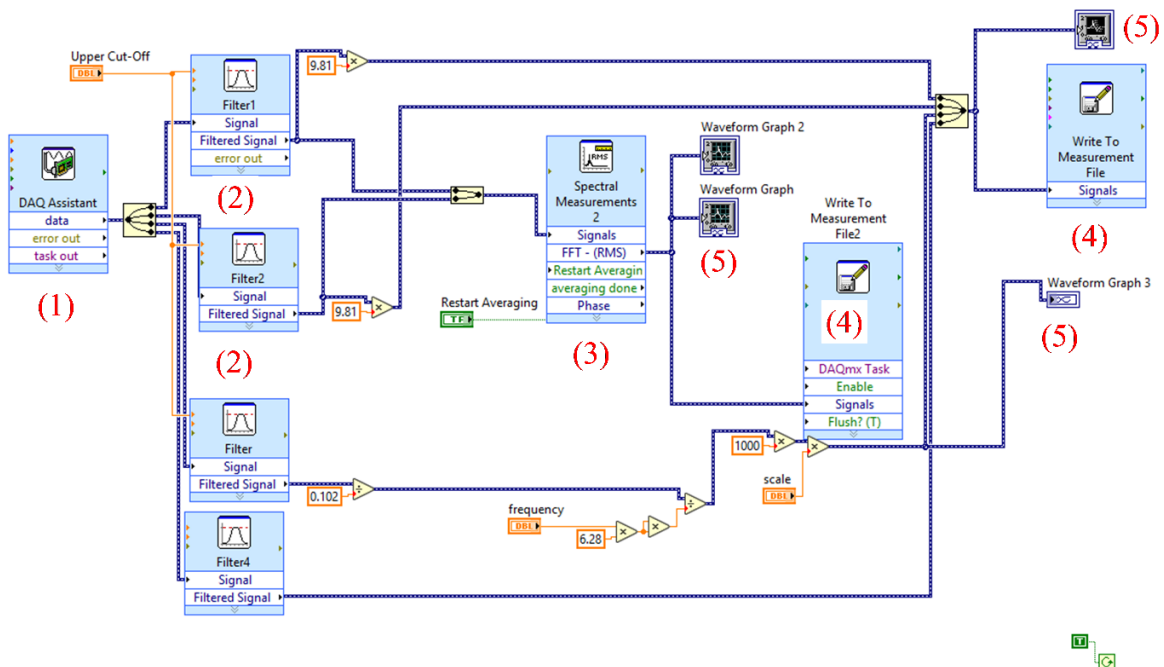 Upper Cut-Off
DBL
9.81
(5)
Filter1
Signal
Filtered Signal
error out
(2)
DAQ Assistant
data
error out
task out
(1)
Filter2
Signal
Filtered Signal
(2)
9.81
RMS
Spectral
Measurements
2
Signals
FFT - (RMS)
Restart Averagin
averaging done
Phase
(3)
Restart Averaging
TF
Waveform Graph 2
Waveform Graph
(5)
Write To
Measurement
File2
(4)
DAQmx Task
Enable
Signals
Flush? (T)
Write To
Measurement
File
Signals
(4)
Waveform Graph 3
(5)
Filter
Signal
Filtered Signal
0.102
frequency
DBL
6.28
1000
scale
DBL
Filter4
Signal
Filtered Signal
T